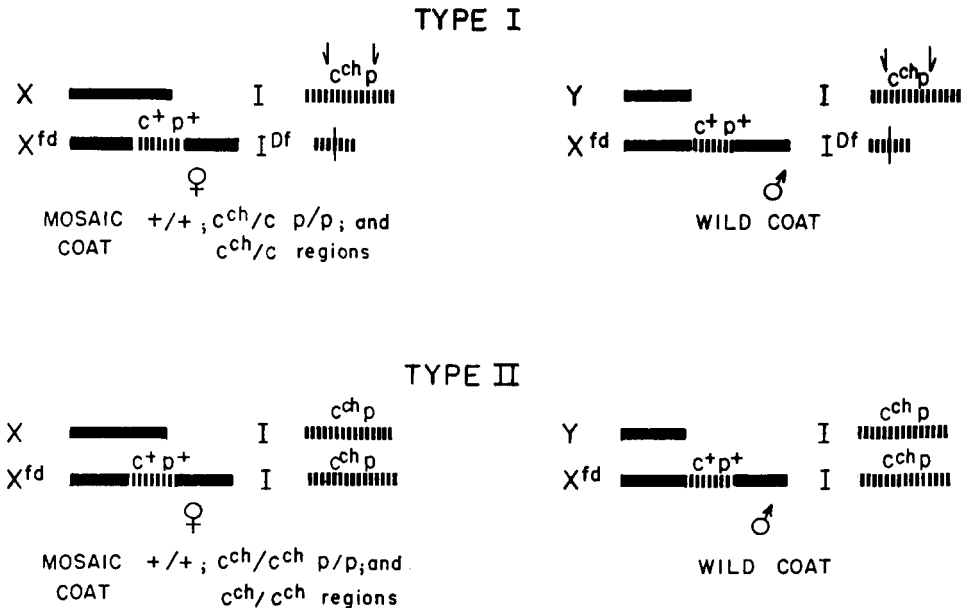 TYPE I
X I c^ch p
X^fd c+ p+ I^Df
♀
MOSAIC +/+ ; c^ch/c p/p; and
COAT c^ch/c regions
Y I c^ch p
X^fd c+ p+ I^Df
♂
WILD COAT
TYPE II
X I c^ch p
X^fd c+ p+ I c^ch p
♀
MOSAIC +/+ ; c^ch/c^ch p/p; and
COAT c^ch/c^ch regions
Y I c^ch p
X^fd c+ p+ I c^ch p
♂
WILD COAT